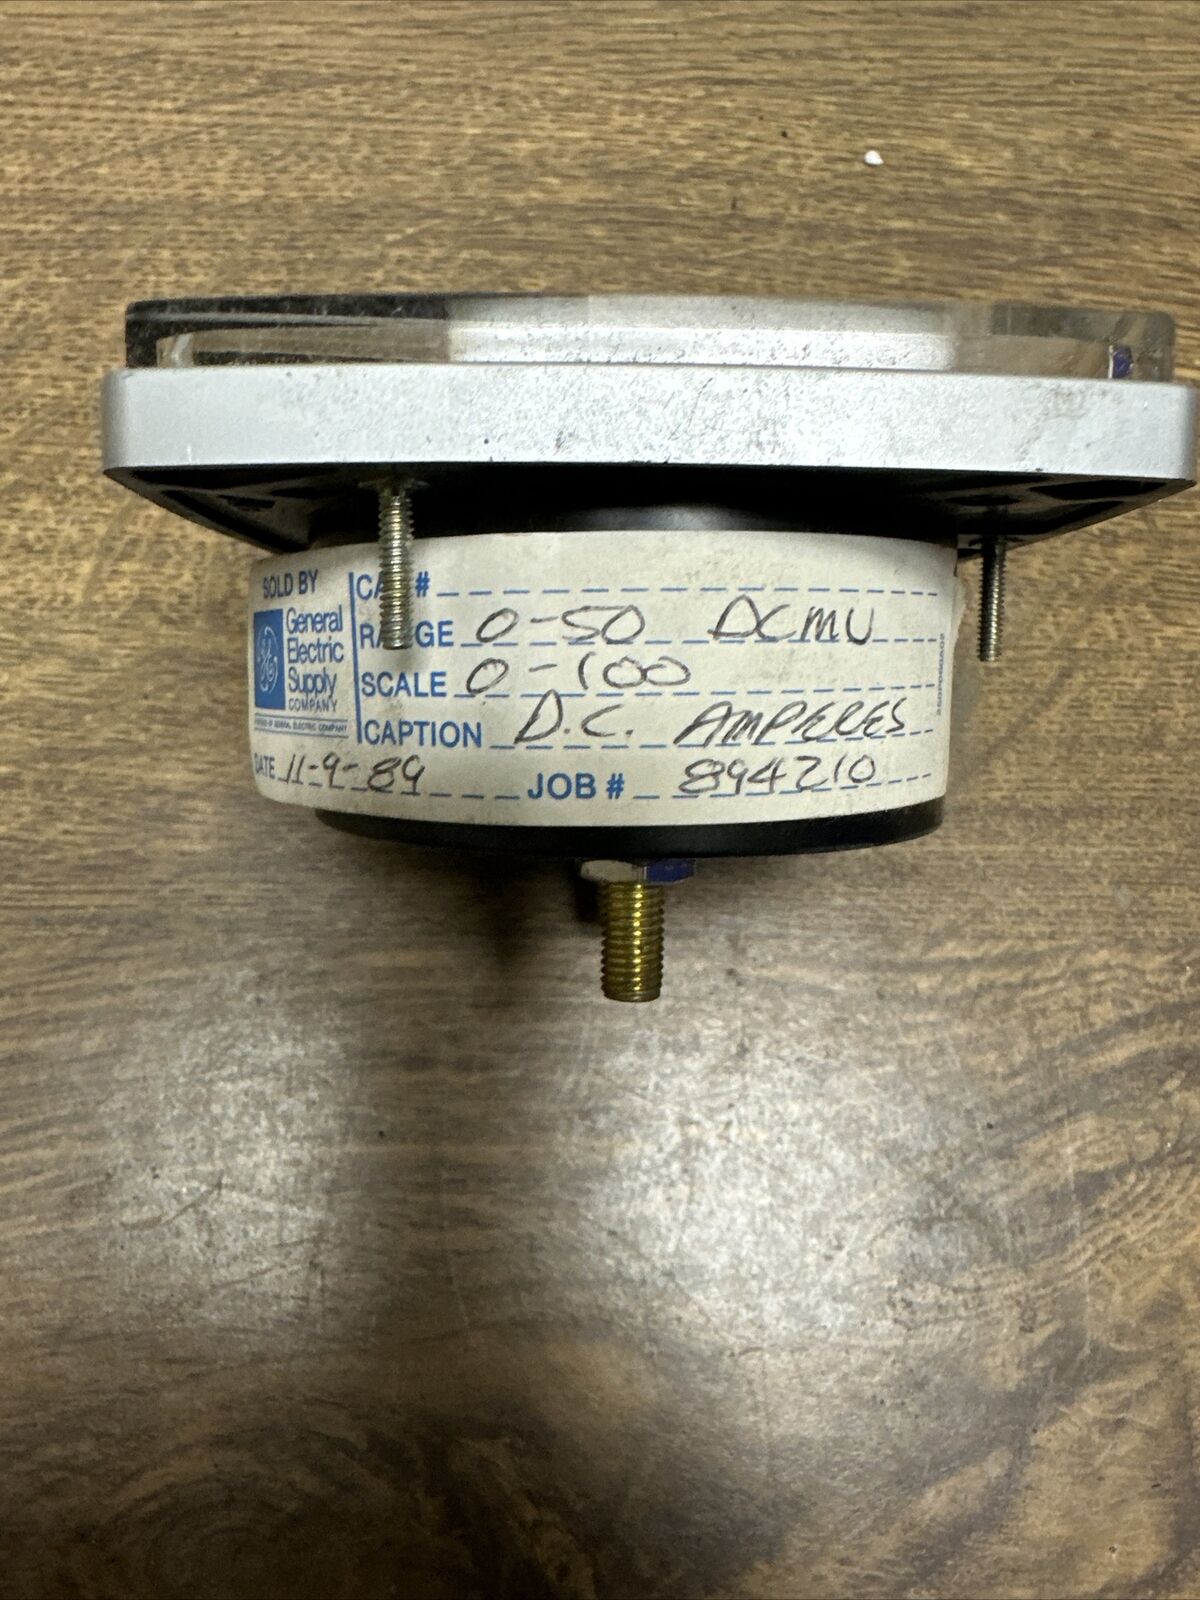 SOLD BY
General
Electric
Supply
COMPANY
CAT #
RANGE 0-50 DCMV
SCALE 0-100
CAPTION D.C. AMPERES
DATE 11-9-89 JOB # 894210